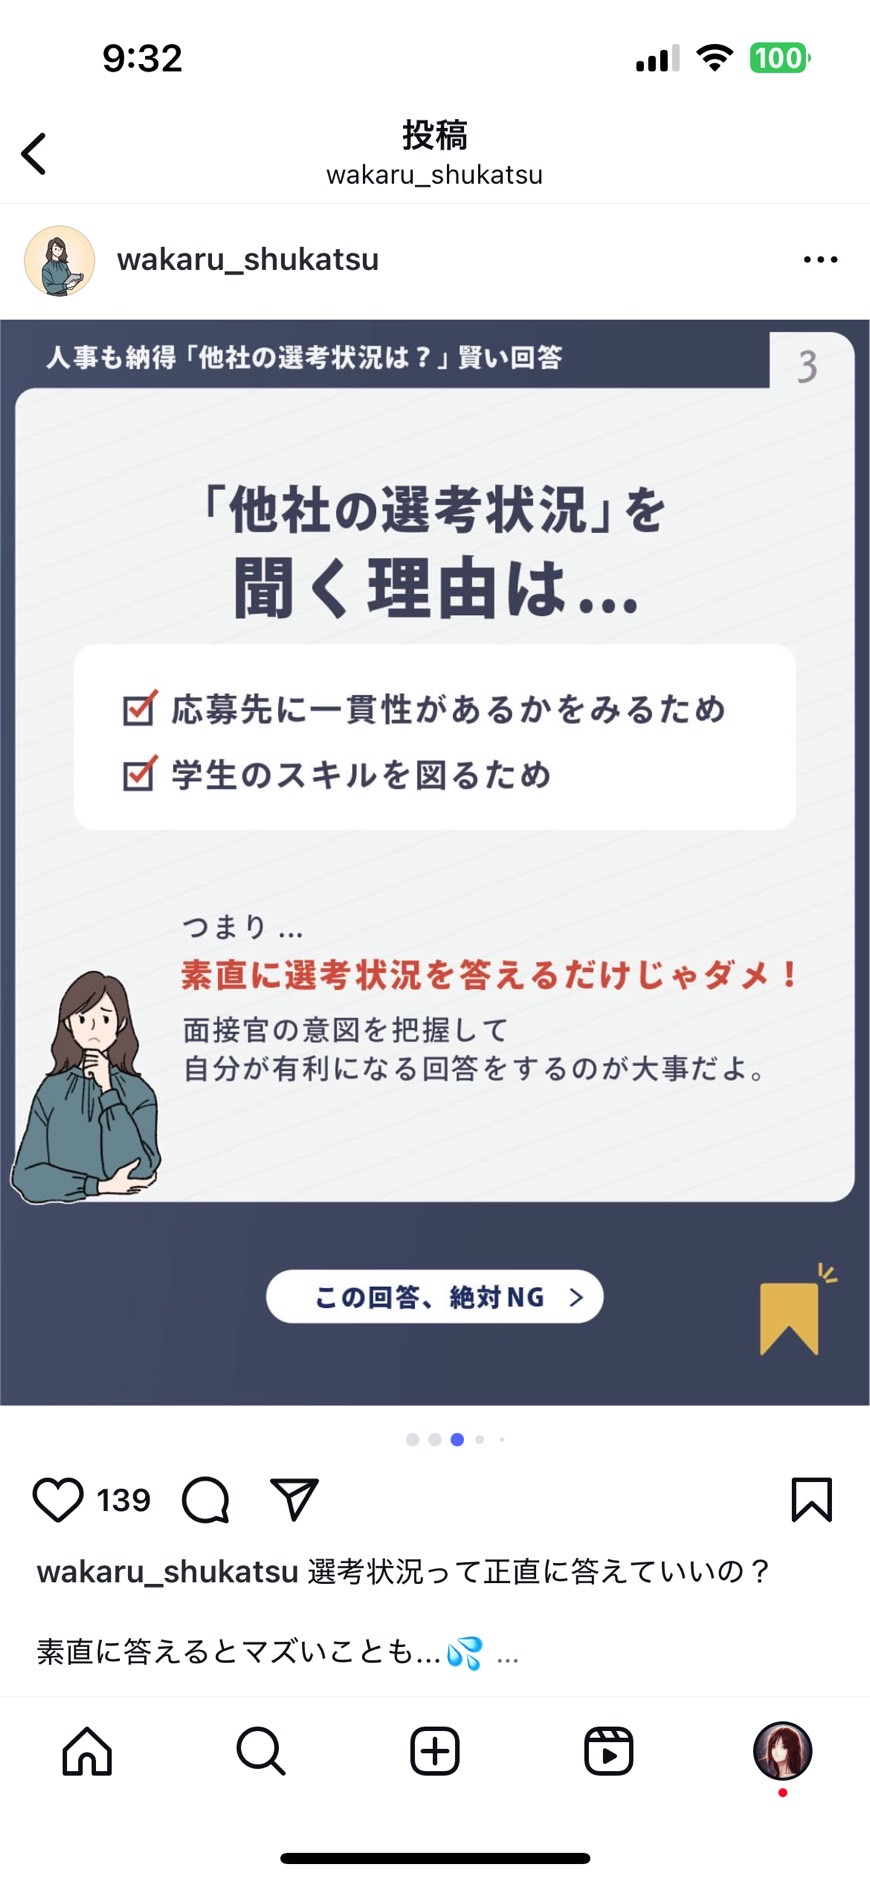 9:32
100
投稿
wakaru_shukatsu
wakaru_shukatsu
人事も納得「他社の選考状況は？」賢い回答
3
「他社の選考状況」を
聞く理由は...
応募先に一貫性があるかをみるため
学生のスキルを図るため
つまり ...
素直に選考状況を答えるだけじゃダメ！
面接官の意図を把握して
自分が有利になる回答をするのが大事だよ。
この回答、絶対NG >
139
wakaru_shukatsu 選考状況って正直に答えていいの？
素直に答えるとマズいことも...💦 ...